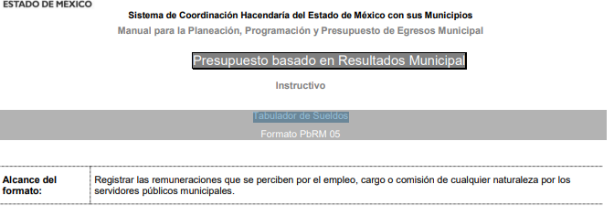 ESTADO DE MÉXICO
Sistema de Coordinación Hacendaría del Estado de México con sus Municipios
Manual para la Planeación, Programación y Presupuesto de Egresos Municipal
Presupuesto basado en Resultados Municipal
Instructivo
Tabulador de Sueldos
Formato PbRM 05
Alcance del formato: Registrar las remuneraciones que se perciben por el empleo, cargo o comisión de cualquier naturaleza por los
servidores públicos municipales.